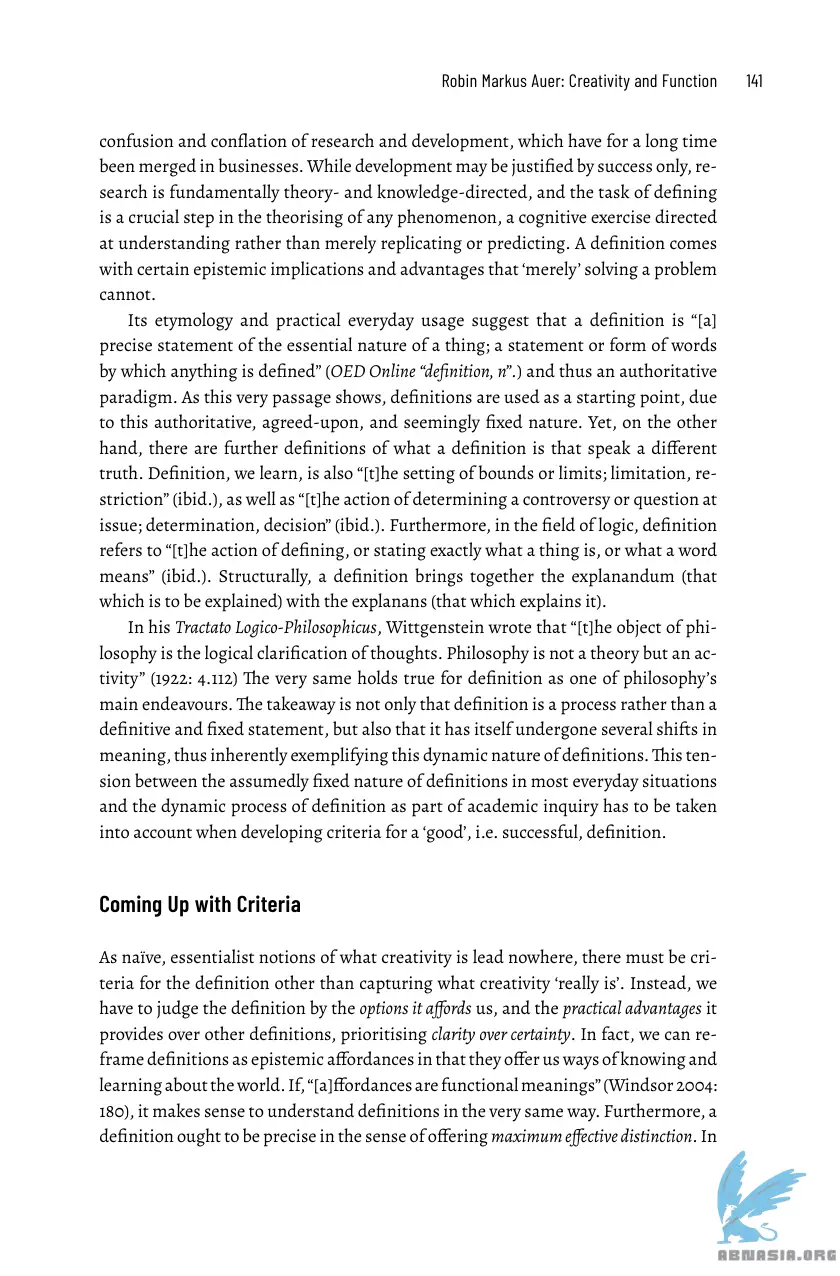 Robin Markus Auer: Creativity and Function 141
confusion and conflation of research and development, which have for a long time
been merged in businesses. While development may be justified by success only, re-
search is fundamentally theory- and knowledge-directed, and the task of defining
is a crucial step in the theorising of any phenomenon, a cognitive exercise directed
at understanding rather than merely replicating or predicting. A definition comes
with certain epistemic implications and advantages that ‘merely’ solving a problem
cannot.
Its etymology and practical everyday usage suggest that a definition is “[a]
precise statement of the essential nature of a thing; a statement or form of words
by which anything is defined” (OED Online “definition, n”.) and thus an authoritative
paradigm. As this very passage shows, definitions are used as a starting point, due
to this authoritative, agreed-upon, and seemingly fixed nature. Yet, on the other
hand, there are further definitions of what a definition is that speak a different
truth. Definition, we learn, is also “[t]he setting of bounds or limits; limitation, re-
striction” (ibid.), as well as “[t]he action of determining a controversy or question at
issue; determination, decision” (ibid.). Furthermore, in the field of logic, definition
refers to “[t]he action of defining, or stating exactly what a thing is, or what a word
means” (ibid.). Structurally, a definition brings together the explanandum (that
which is to be explained) with the explanans (that which explains it).
In his Tractato Logico-Philosophicus, Wittgenstein wrote that “[t]he object of phi-
losophy is the logical clarification of thoughts. Philosophy is not a theory but an ac-
tivity” (1922: 4.112) The very same holds true for definition as one of philosophy’s
main endeavours. The takeaway is not only that definition is a process rather than a
definitive and fixed statement, but also that it has itself undergone several shifts in
meaning, thus inherently exemplifying this dynamic nature of definitions. This ten-
sion between the assumedly fixed nature of definitions in most everyday situations
and the dynamic process of definition as part of academic inquiry has to be taken
into account when developing criteria for a ‘good’, i.e. successful, definition.
Coming Up with Criteria
As naïve, essentialist notions of what creativity is lead nowhere, there must be cri-
teria for the definition other than capturing what creativity ‘really is’. Instead, we
have to judge the definition by the options it affords us, and the practical advantages it
provides over other definitions, prioritising clarity over certainty. In fact, we can re-
frame definitions as epistemic affordances in that they offer us ways of knowing and
learning about the world. If, “[a]ffordances are functional meanings” (Windsor 2004:
180), it makes sense to understand definitions in the very same way. Furthermore, a
definition ought to be precise in the sense of offering maximum effective distinction. In
ABNASIA.ORG